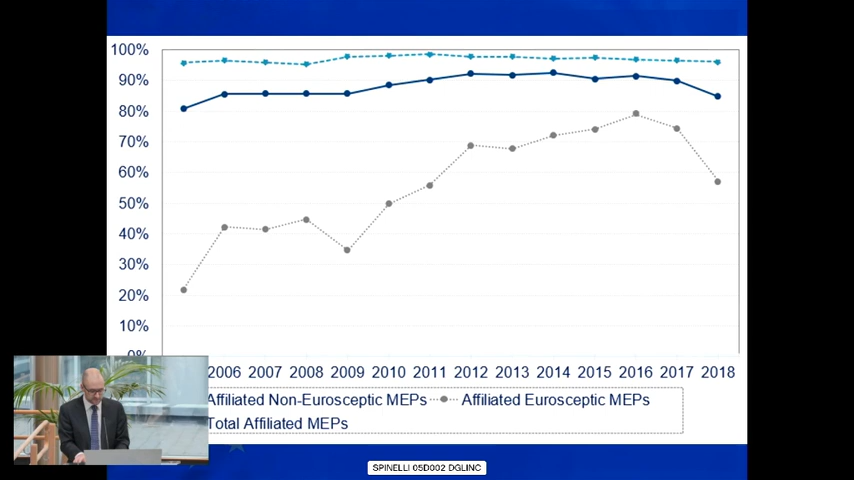 100%
90%
80%
70%
60%
50%
40%
30%
20%
10%
0%
2006 2007 2008 2009 2010 2011 2012 2013 2014 2015 2016 2017 2018
Affiliated Non-Eurosceptic MEPs Affiliated Eurosceptic MEPs
Total Affiliated MEPs
SPINELLI 05D002 DGLINC